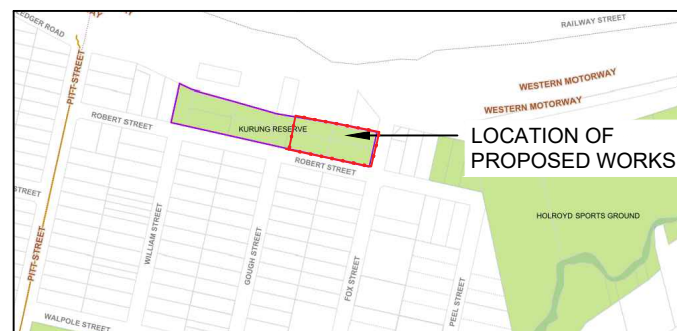 LEDGER ROAD
RAILWAY STREET
PITT STREET
WESTERN MOTORWAY
WESTERN MOTORWAY
ROBERT STREET
KURUNG RESERVE
LOCATION OF
PROPOSED WORKS
ROBERT STREET
STREET
HOLROYD SPORTS GROUND
WILLIAM STREET
GOUGH STREET
FOX STREET
PEEL STREET
PITT STREET
WALPOLE STREET